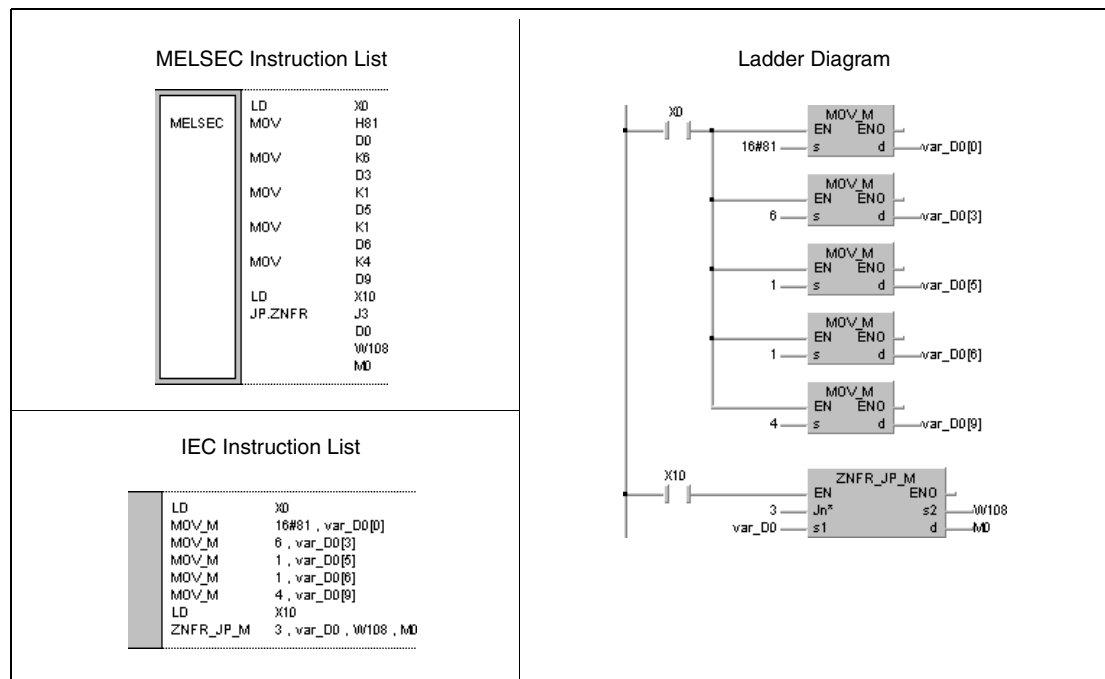 MELSEC Instruction List
MELSEC
LD X0
MOV H81
D0
MOV K6
D3
MOV K1
D5
MOV K1
D6
MOV K4
D9
LD X10
JP.ZNFR J3
D0
W108
M0
IEC Instruction List
LD X0
MOV_M 16#81 , var_D0[0]
MOV_M 6 , var_D0[3]
MOV_M 1 , var_D0[5]
MOV_M 1 , var_D0[6]
MOV_M 4 , var_D0[9]
LD X10
ZNFR_JP_M 3 , var_D0 , W108 , M0
Ladder Diagram
X0
MOV_M
EN ENO
16#81 s d var_D0[0]
MOV_M
EN ENO
6 s d var_D0[3]
MOV_M
EN ENO
1 s d var_D0[5]
MOV_M
EN ENO
1 s d var_D0[6]
MOV_M
EN ENO
4 s d var_D0[9]
X10
ZNFR_JP_M
EN ENO
3 Jn* s2 W108
var_D0 s1 d M0